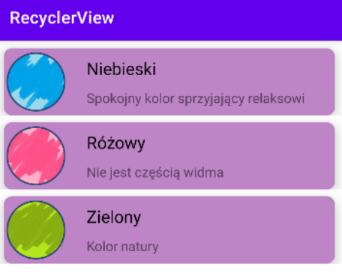 RecyclerView
Niebieski
Spokojny kolor sprzyjający relaksowi
Różowy
Nie jest częścią widma
Zielony
Kolor natury